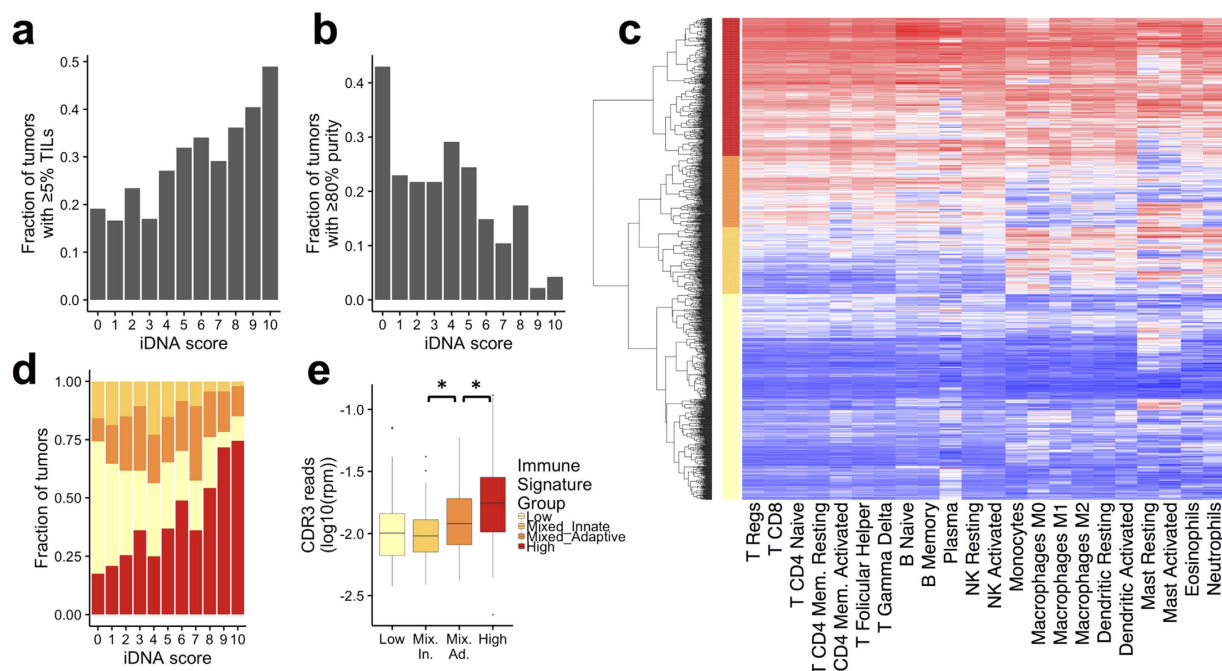 a
Fraction of tumors
with ≥5% TILs
0.5
0.4
0.3
0.2
0.1
0.0
0 1 2 3 4 5 6 7 8 9 10
iDNA score
b
Fraction of tumors
with ≥80% purity
0.4
0.3
0.2
0.1
0.0
0 1 2 3 4 5 6 7 8 9 10
iDNA score
c
T Regs
T CD8
T CD4 Naive
T CD4 Mem. Resting
CD4 Mem. Activated
T Folicular Helper
T Gamma Delta
B Naive
B Memory
Plasma
NK Resting
NK Activated
Monocytes
Macrophages M0
Macrophages M1
Macrophages M2
Dendritic Resting
Dendritic Activated
Mast Resting
Mast Activated
Eosinophils
Neutrophils
d
Fraction of tumors
1.00
0.75
0.50
0.25
0.00
0 1 2 3 4 5 6 7 8 9 10
iDNA score
e
CDR3 reads
(log10(rpm))
-1.0
-1.5
-2.0
-2.5
* *
Low Mix. Mix. High
In. Ad.
Immune
Signature
Group
Low
Mixed_Innate
Mixed_Adaptive
High